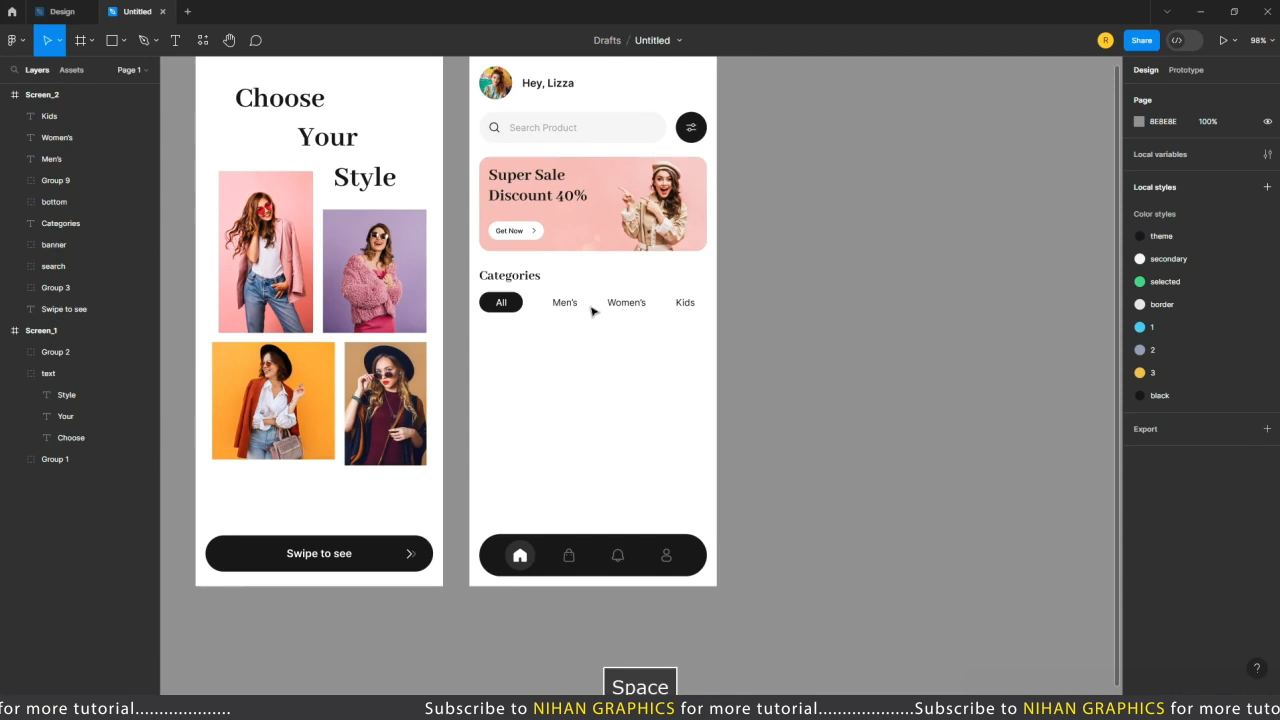 Design
Untitled
Drafts / Untitled
R
Share
98%
Layers
Assets
Page 1
Screen_2
Kids
Women's
Men's
Group 9
bottom
Categories
banner
search
Group 3
Swipe to see
Screen_1
Group 2
text
Style
Your
Choose
Group 1
Choose
Your
Style
Swipe to see
Hey, Lizza
Search Product
Super Sale
Discount 40%
Get Now
Categories
All Men's Women's Kids
Design
Prototype
Page
8E8E8E 100%
Local variables
Local styles
Color styles
theme
secondary
selected
border
1
2
3
black
Export
?
Space
for more tutorial................... Subscribe to NIHAN GRAPHICS for more tutorial...................Subscribe to NIHAN GRAPHICS for more tuto